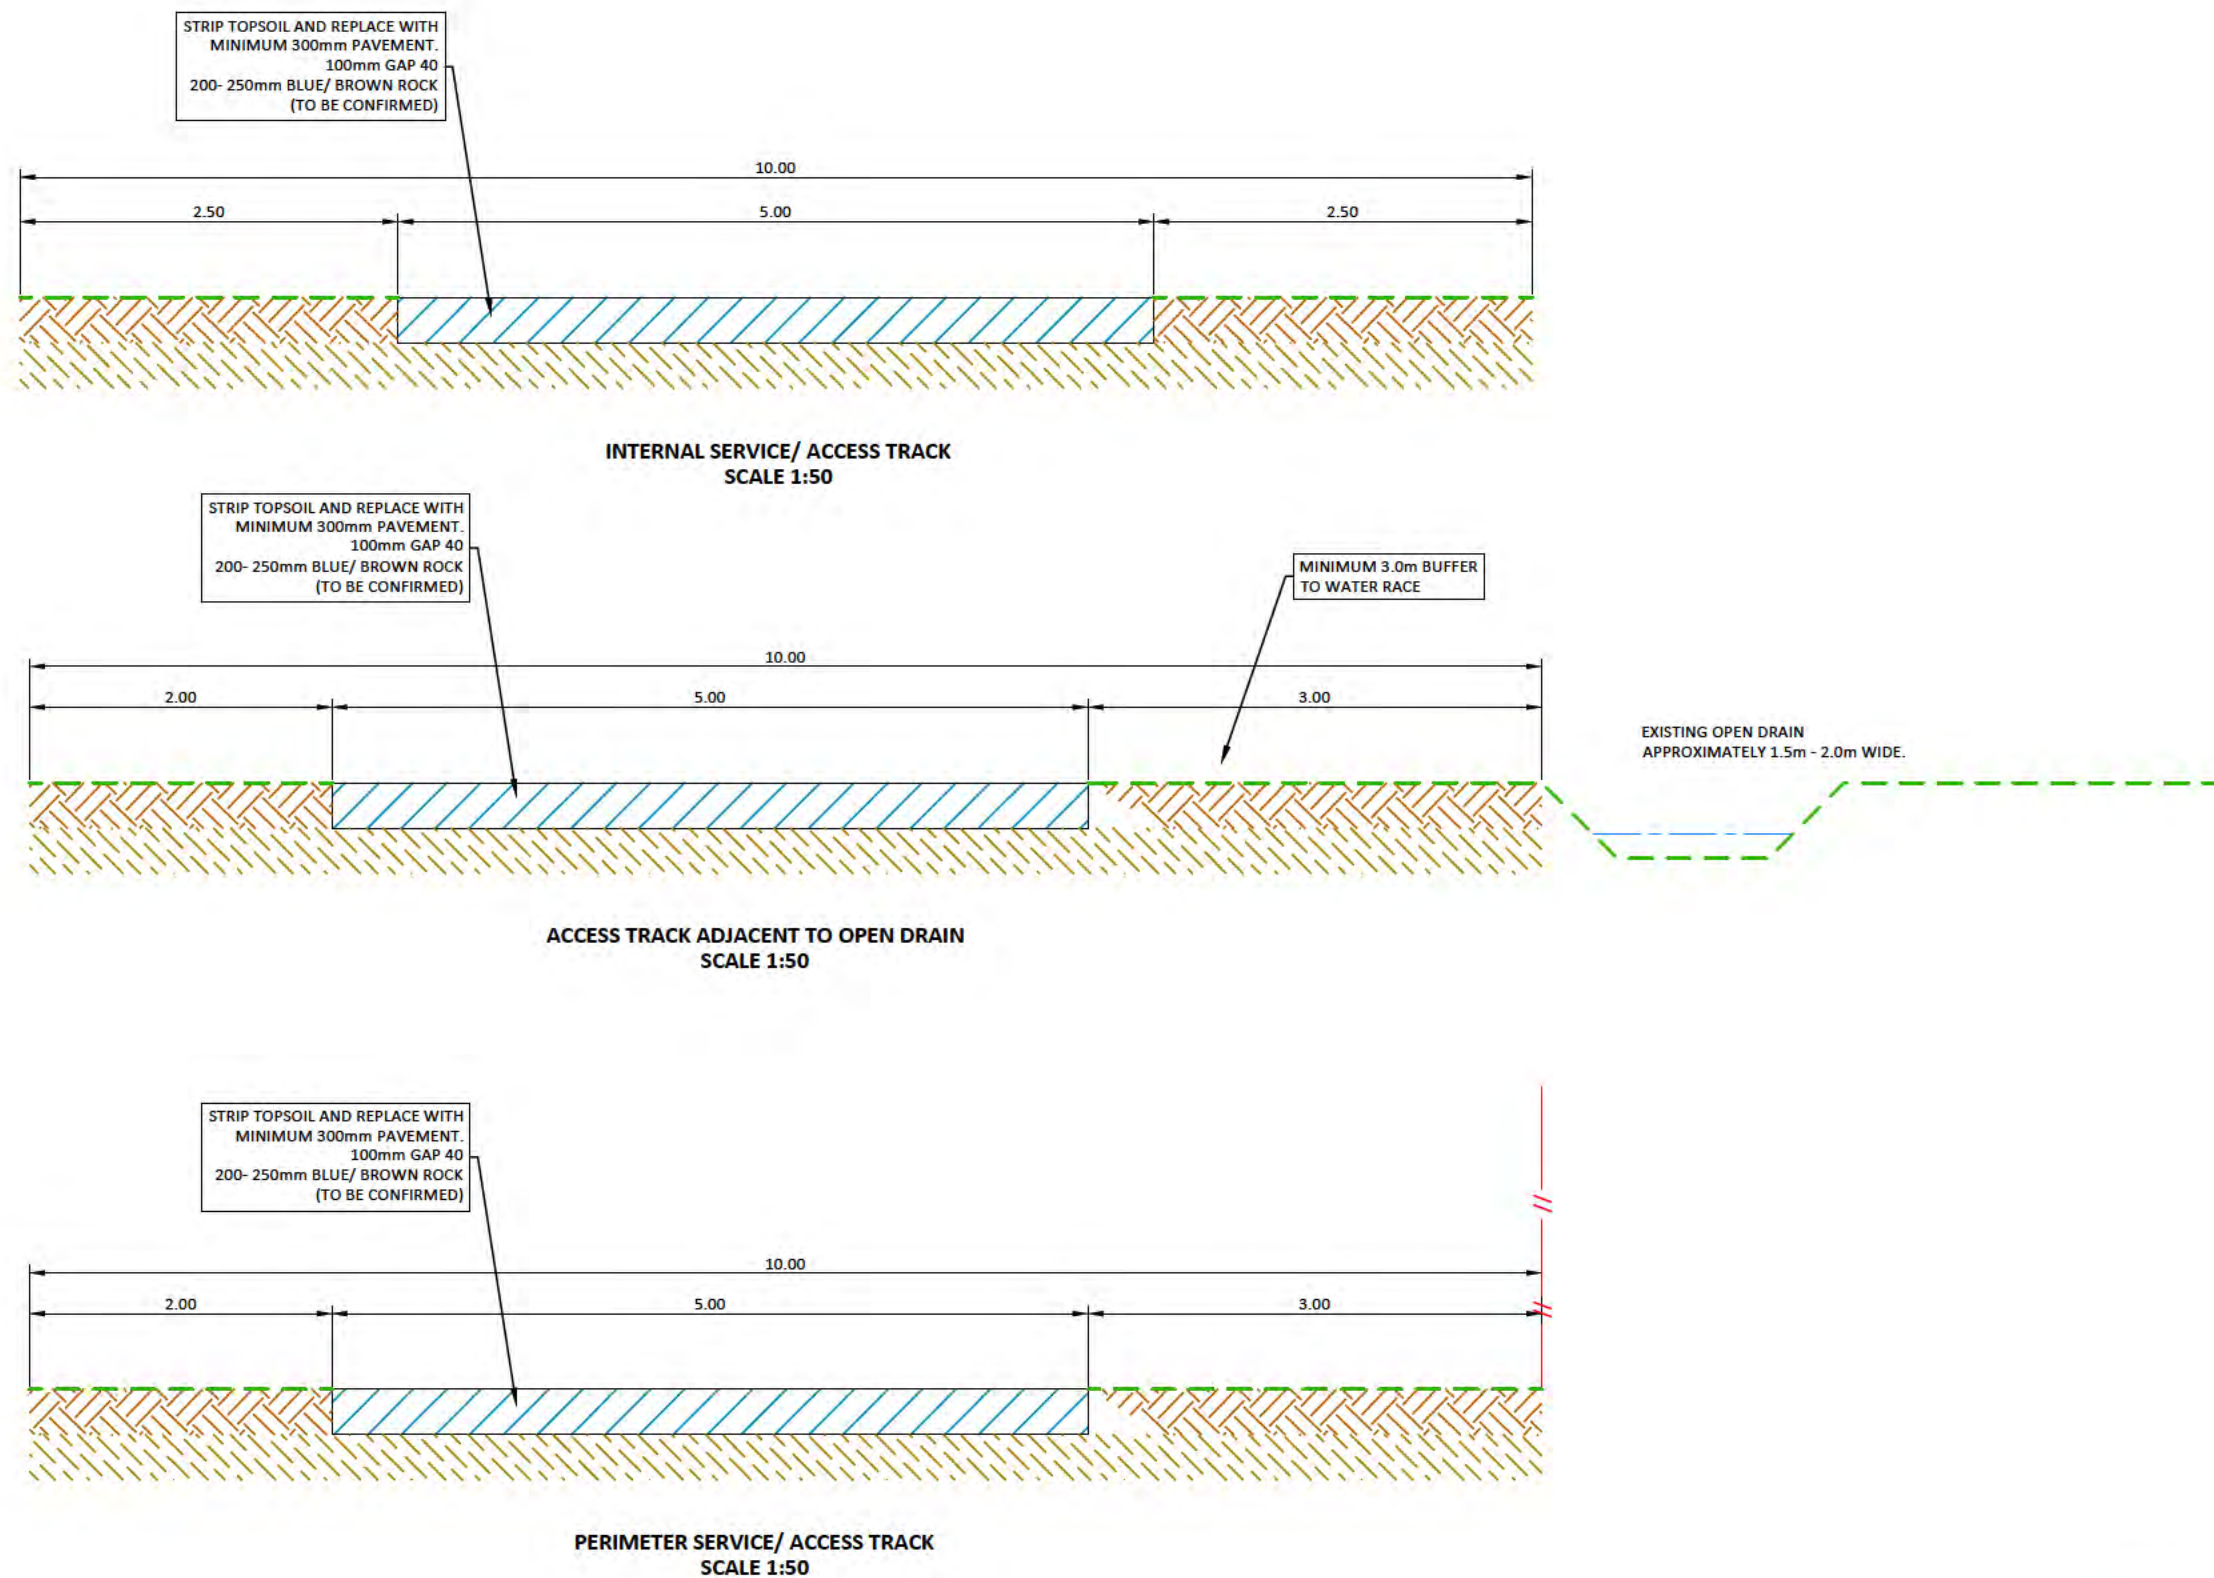 STRIP TOPSOIL AND REPLACE WITH
MINIMUM 300mm PAVEMENT.
100mm GAP 40
200- 250mm BLUE/ BROWN ROCK
(TO BE CONFIRMED)
10.00
2.50
5.00
2.50
INTERNAL SERVICE/ ACCESS TRACK
SCALE 1:50
STRIP TOPSOIL AND REPLACE WITH
MINIMUM 300mm PAVEMENT.
100mm GAP 40
200- 250mm BLUE/ BROWN ROCK
(TO BE CONFIRMED)
MINIMUM 3.0m BUFFER
TO WATER RACE
10.00
2.00
5.00
3.00
EXISTING OPEN DRAIN
APPROXIMATELY 1.5m - 2.0m WIDE.
ACCESS TRACK ADJACENT TO OPEN DRAIN
SCALE 1:50
STRIP TOPSOIL AND REPLACE WITH
MINIMUM 300mm PAVEMENT.
100mm GAP 40
200- 250mm BLUE/ BROWN ROCK
(TO BE CONFIRMED)
10.00
2.00
5.00
3.00
PERIMETER SERVICE/ ACCESS TRACK
SCALE 1:50